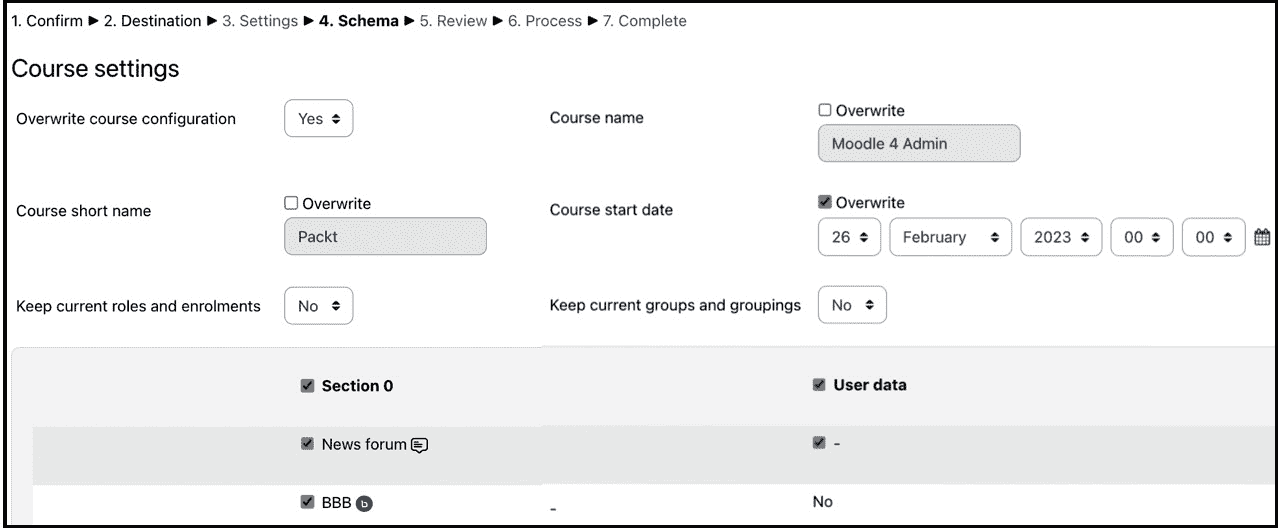 1. Confirm ► 2. Destination ► 3. Settings ► 4. Schema ► 5. Review ► 6. Process ► 7. Complete
Course settings
Overwrite course configuration Yes Course name Overwrite
Moodle 4 Admin
Course short name Overwrite Course start date Overwrite
Packt 26 February 2023 00 00
Keep current roles and enrolments No Keep current groups and groupings No
Section 0 User data
News forum -
BBB b - No